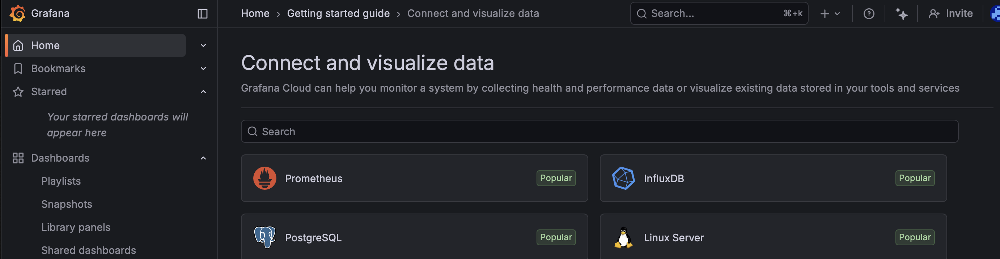 Grafana
Home › Getting started guide › Connect and visualize data
Search... ⌘+k
Invite
Home
Bookmarks
Starred
Your starred dashboards will
appear here
Dashboards
Playlists
Snapshots
Library panels
Shared dashboards
Connect and visualize data
Grafana Cloud can help you monitor a system by collecting health and performance data or visualize existing data stored in your tools and services
Search
Prometheus Popular
InfluxDB Popular
PostgreSQL Popular
Linux Server Popular